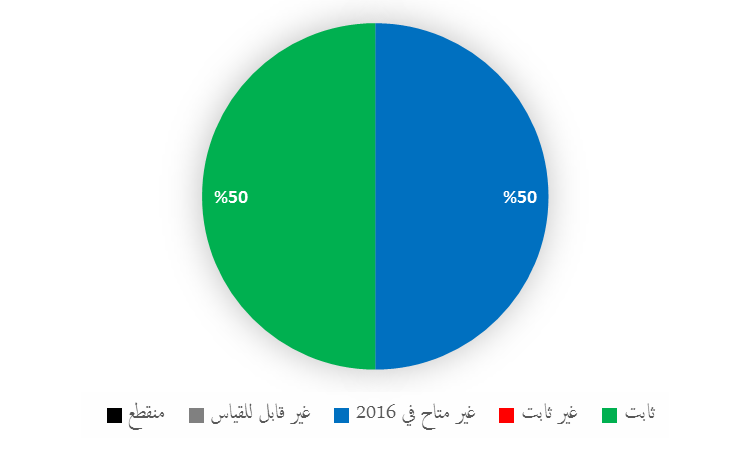 %50
%50
ثابت
غير ثابت
غير متاح في 2016
غير قابل للقياس
منقطع